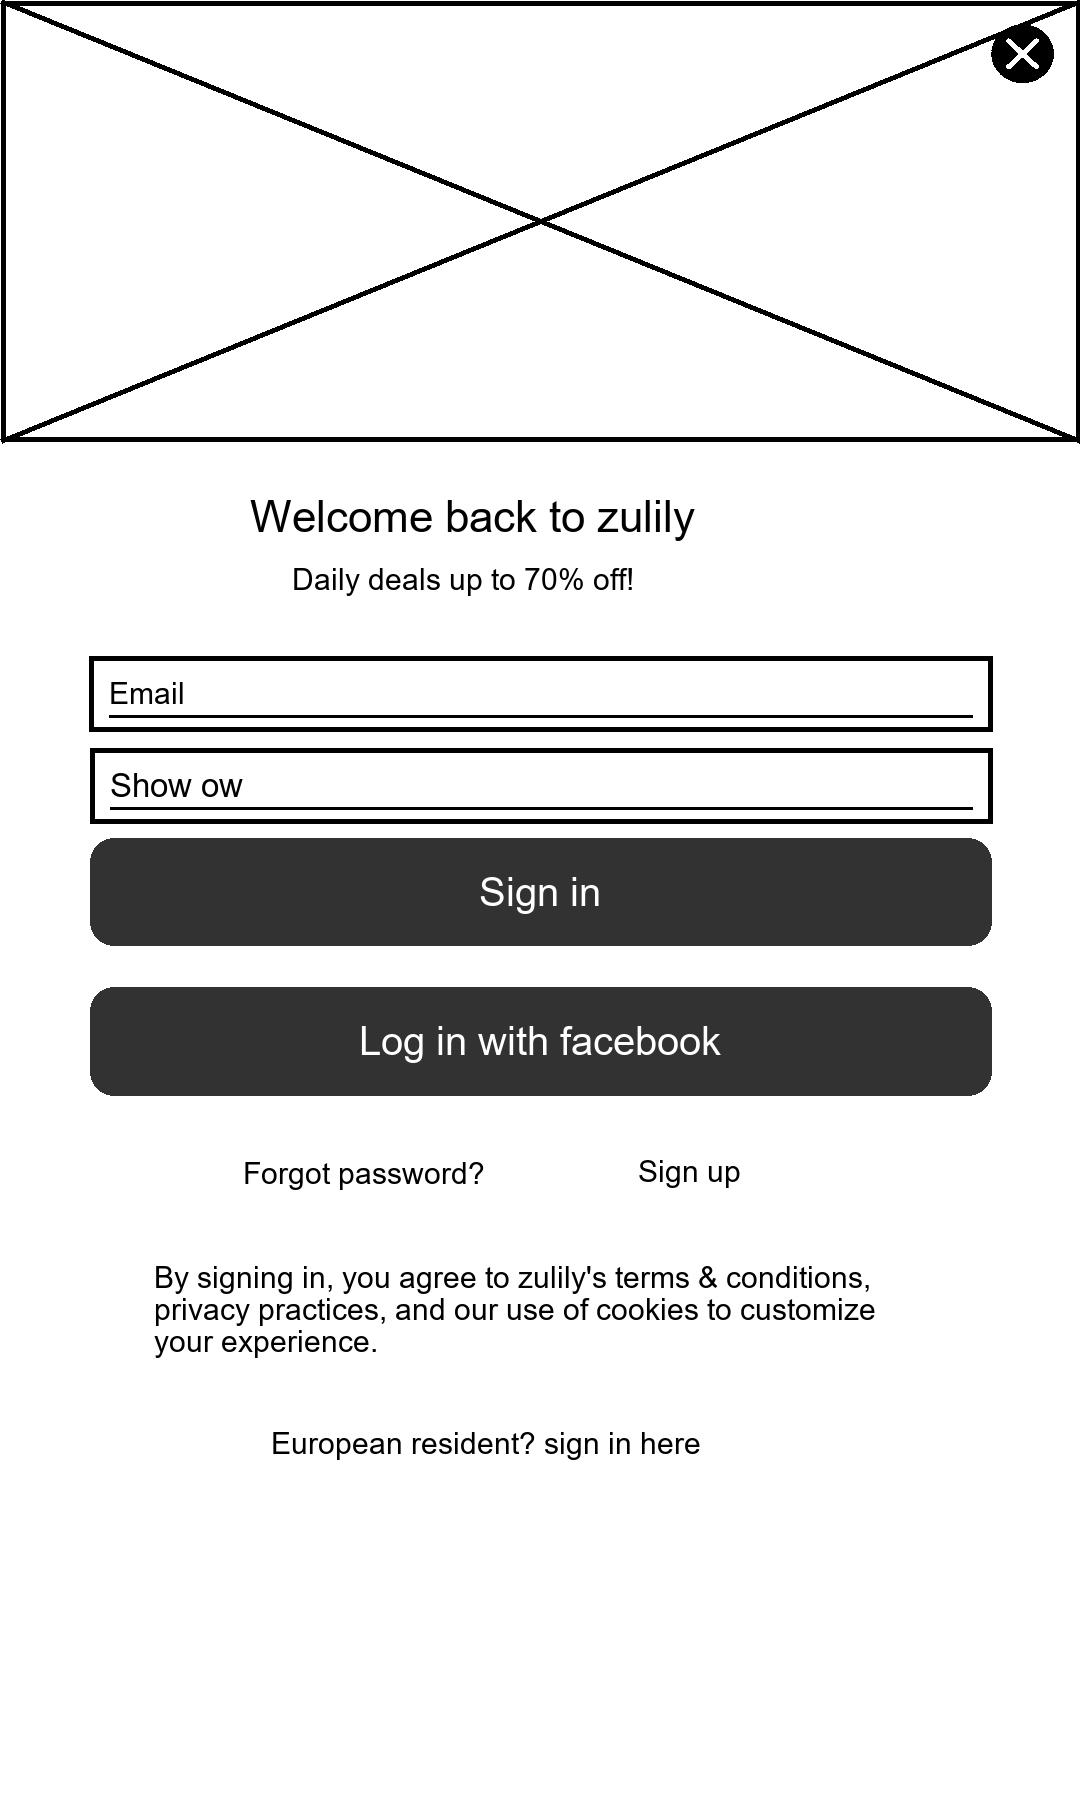 Welcome back to zulily
Daily deals up to 70% off!
Email
Show ow
Sign in
Log in with facebook
Forgot password?
Sign up
By signing in, you agree to zulily's terms & conditions,
privacy practices, and our use of cookies to customize
your experience.
European resident? sign in here